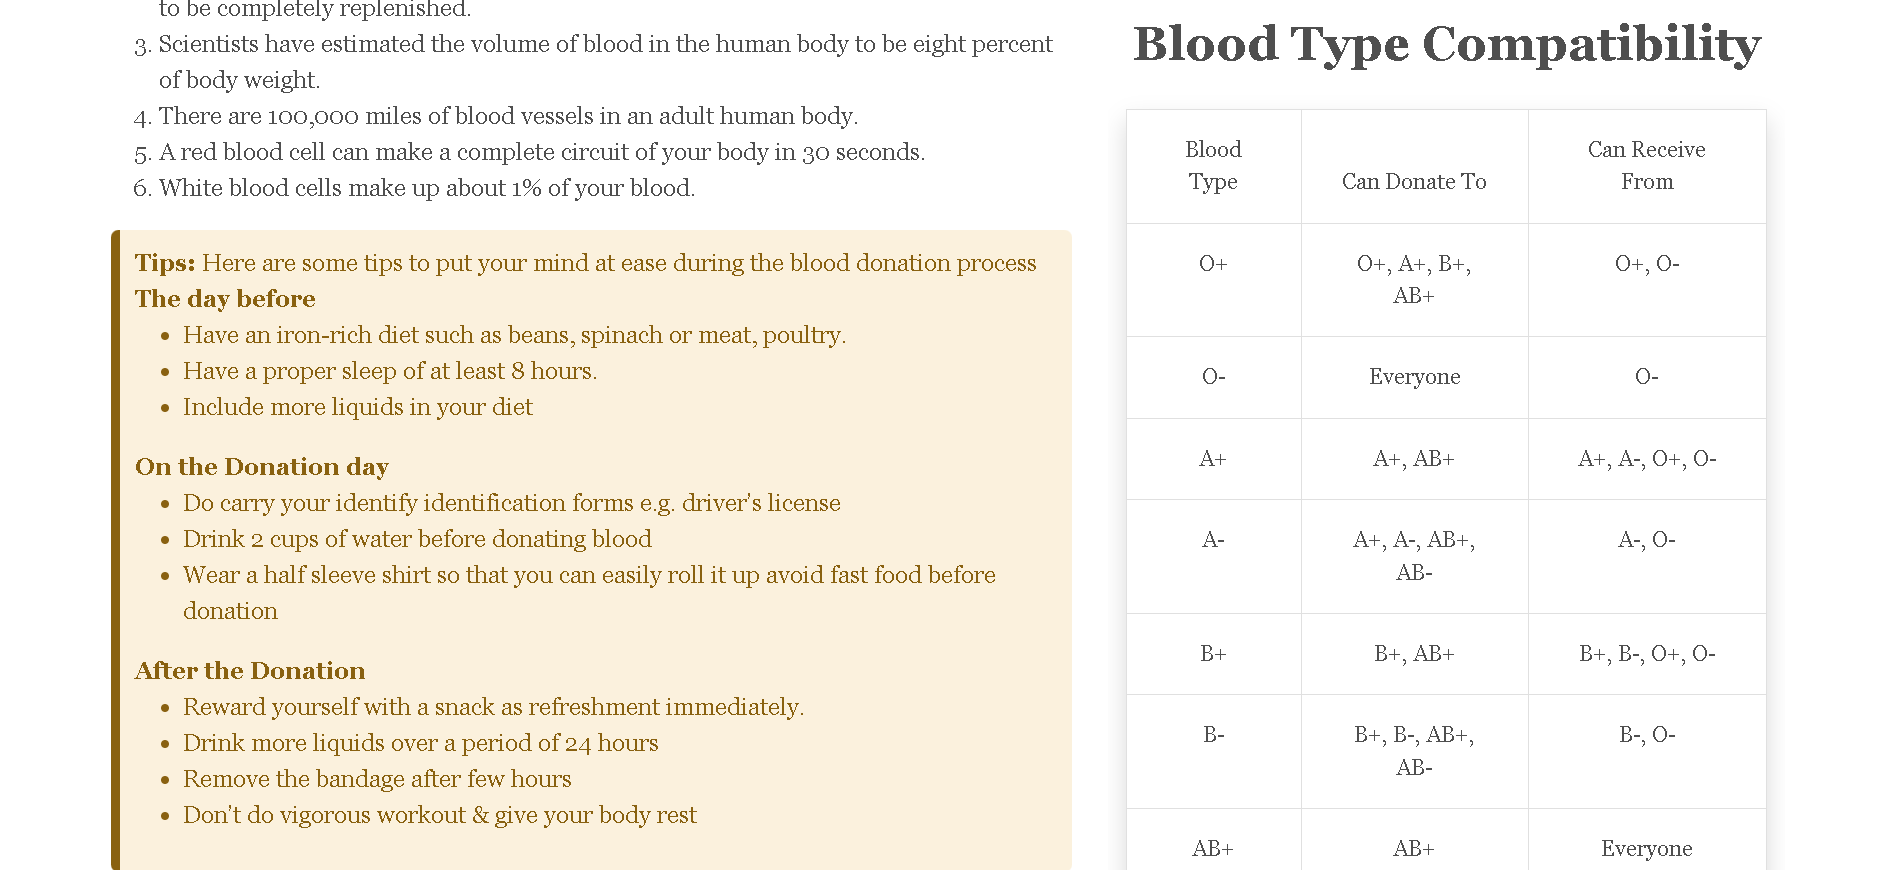 to be completely replenished.
3. Scientists have estimated the volume of blood in the human body to be eight percent
of body weight.
4. There are 100,000 miles of blood vessels in an adult human body.
5. A red blood cell can make a complete circuit of your body in 30 seconds.
6. White blood cells make up about 1% of your blood.
Tips: Here are some tips to put your mind at ease during the blood donation process
The day before
• Have an iron-rich diet such as beans, spinach or meat, poultry.
• Have a proper sleep of at least 8 hours.
• Include more liquids in your diet
On the Donation day
• Do carry your identify identification forms e.g. driver's license
• Drink 2 cups of water before donating blood
• Wear a half sleeve shirt so that you can easily roll it up avoid fast food before
donation
After the Donation
• Reward yourself with a snack as refreshment immediately.
• Drink more liquids over a period of 24 hours
• Remove the bandage after few hours
• Don't do vigorous workout & give your body rest
Blood Type Compatibility
Blood
Type
Can Donate To
Can Receive
From
O+
O+, A+, B+,
AB+
O+, O-
O-
Everyone
O-
A+
A+, AB+
A+, A-, O+, O-
A-
A+, A-, AB+,
AB-
A-, O-
B+
B+, AB+
B+, B-, O+, O-
B-
B+, B-, AB+,
AB-
B-, O-
AB+
AB+
Everyone